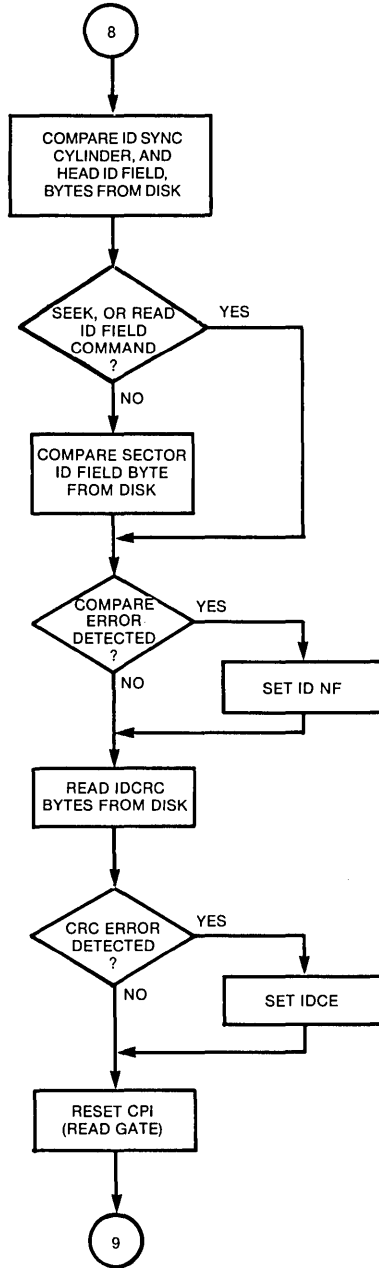 8
COMPARE ID SYNC
CYLINDER, AND
HEAD ID FIELD,
BYTES FROM DISK
SEEK, OR READ
ID FIELD
COMMAND
?
YES
NO
COMPARE SECTOR
ID FIELD BYTE
FROM DISK
COMPARE
ERROR
DETECTED
?
YES
NO
SET ID NF
READ IDCRC
BYTES FROM DISK
CRC ERROR
DETECTED
?
YES
NO
SET IDCE
RESET CPI
(READ GATE)
9